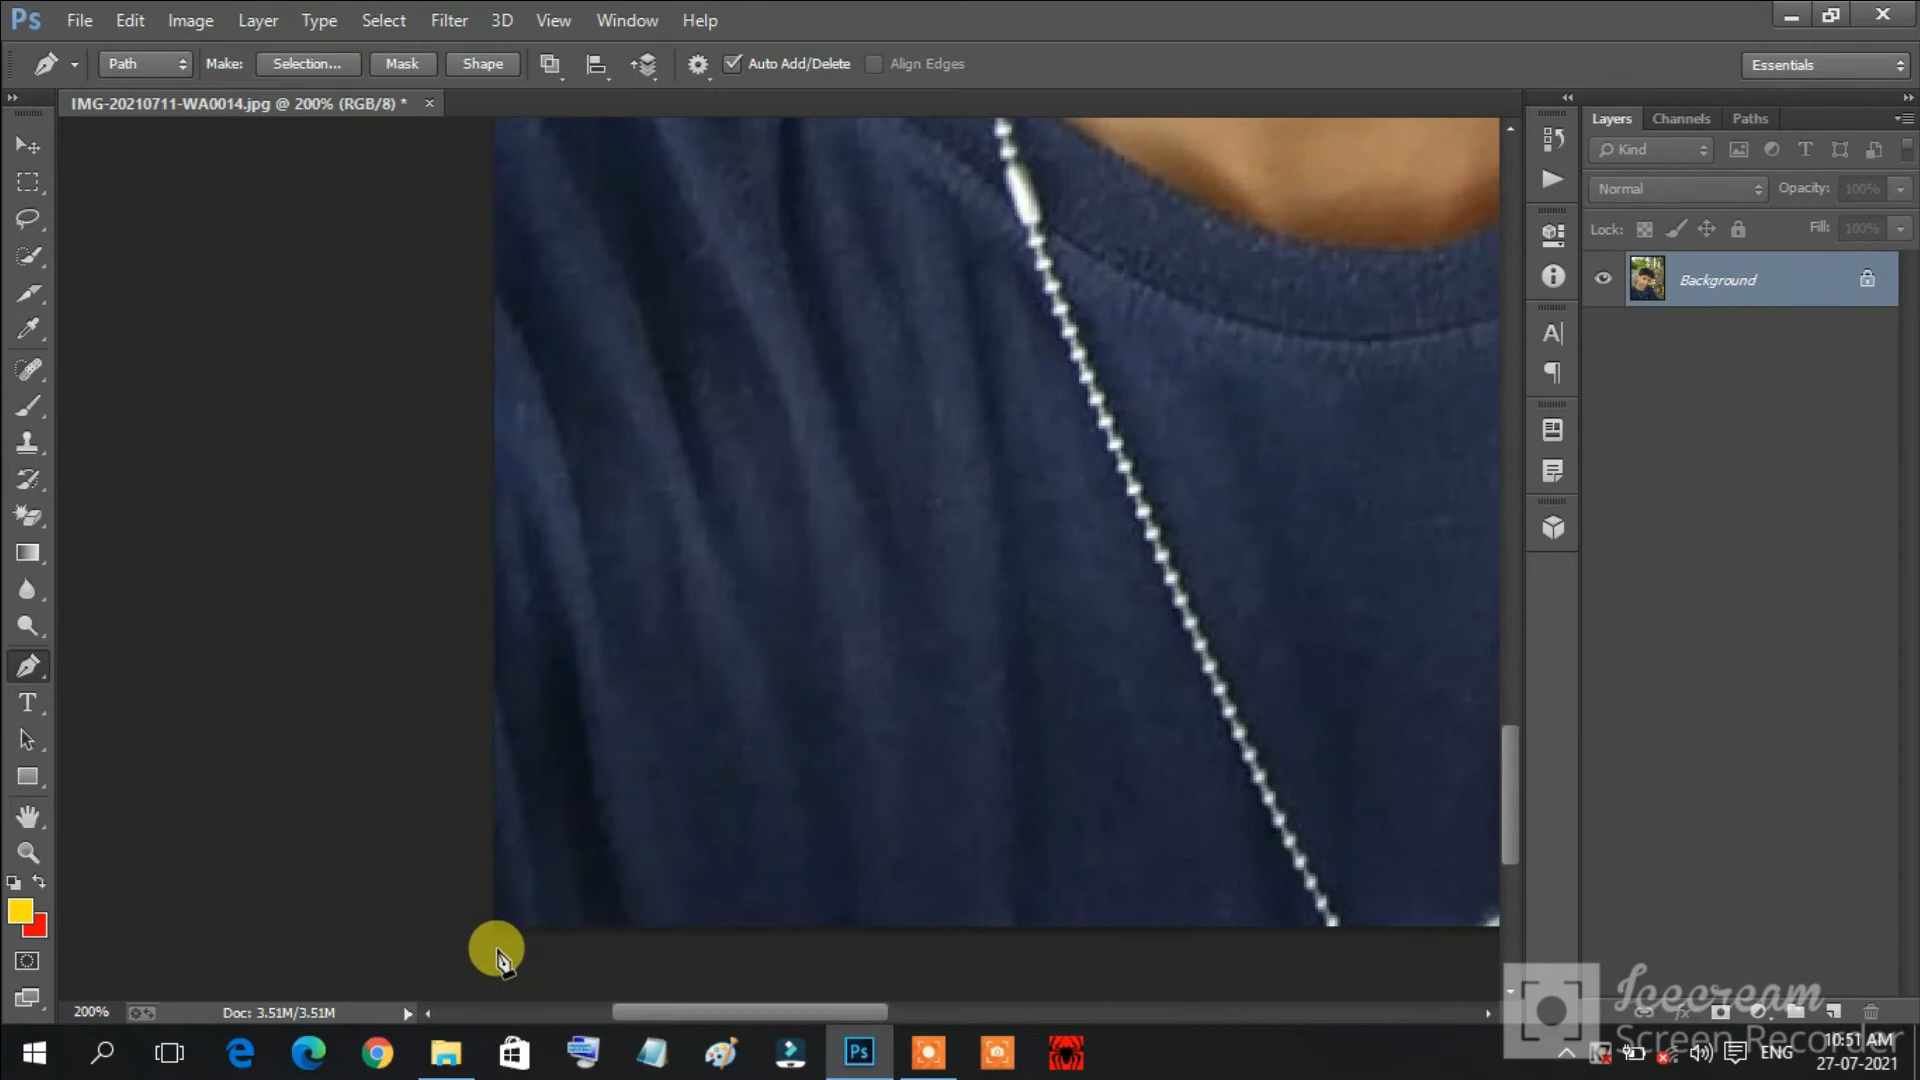 Ps File Edit Image Layer Type Select Filter 3D View Window Help
Path Make: Selection... Mask Shape Auto Add/Delete Align Edges Essentials
IMG-20210711-WA0014.jpg @ 200% (RGB/8) * ×
Layers Channels Paths
Kind
Normal Opacity: 100%
Lock: Fill: 100%
Background
200% Doc: 3.51M/3.51M
Icecream
Screen Recorder
Ps ENG 10:51 AM
27-07-2021